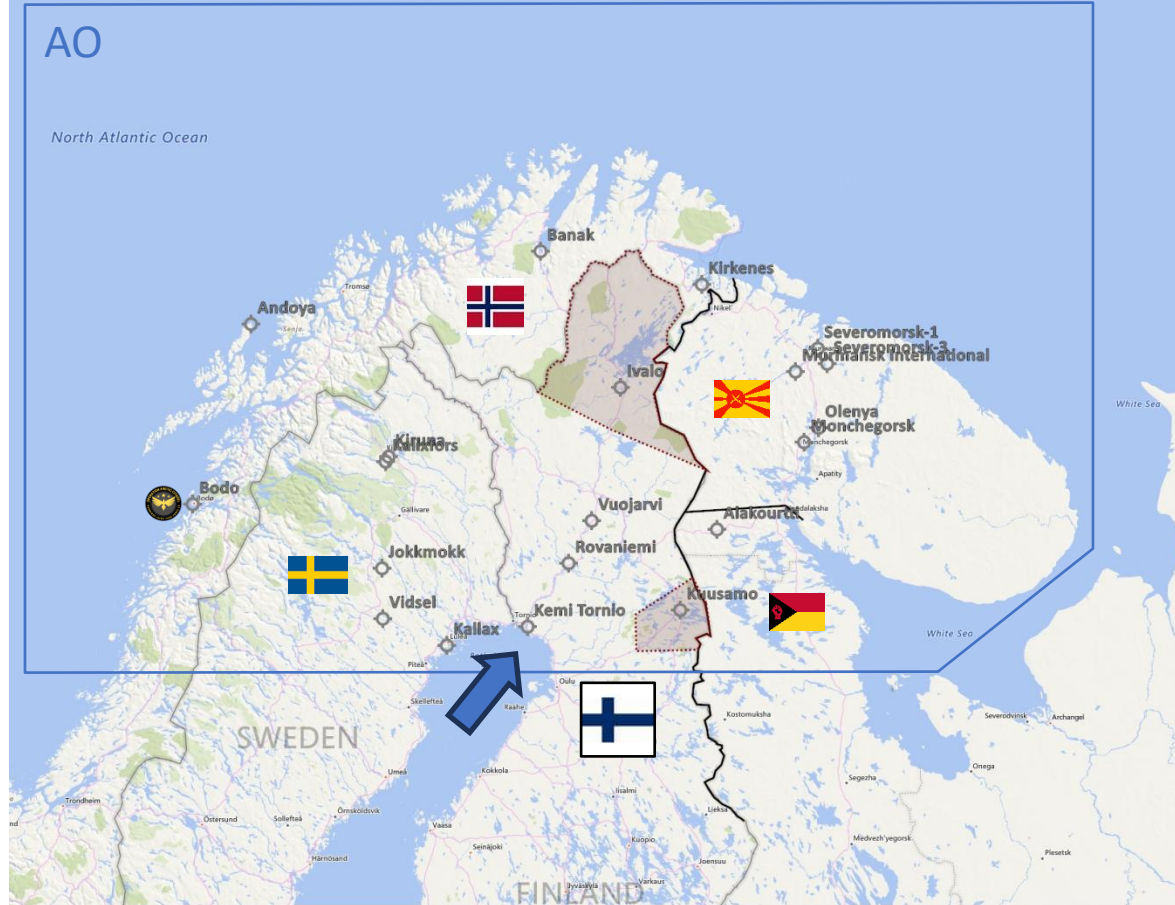 AO
North Atlantic Ocean
Banak
Kirkenes
Nikel
Tromsø
Andoya
Senja
Severomorsk-1
Severomorsk-3
Murmansk International
Ivalo
White Sea
Olenya
Monchegorsk
Monchegorsk
Apatity
Kiruna
Kalixfors
Bodo
Bodø
Gällivare
Vuojarvi
Alakourtti
Jokkmokk
Rovaniemi
Vidsel
Kemi Tornio
Kuusamo
Kallax
Luleå
White Sea
Piteå
Oulu
Skellefteå
Raahe
Kostomuksha
Severodvinsk
Archangel
SWEDEN
Onega
Umeå
Kokkola
Segezha
Iisalmi
Trondheim
Örnsköldsvik
Lieksa
Östersund
Sollefteå
Vaasa
Medvezh'yegorsk
Kuopio
Seinäjoki
Härnösand
Joensuu
Plesetsk
Varkaus
Jyväskylä
FINLAND